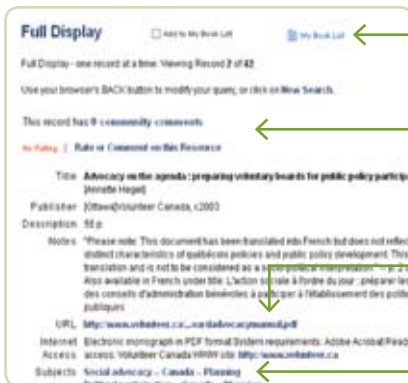 Full Display Add to My Book List My Book List
Full Display - one record at a time. Viewing Record 2 of 42
Use your browser's BACK button to modify your query, or click on New Search.
This record has 0 community comments
No Rating | Rate or Comment on this Resource
Title Advocacy on the agenda : preparing voluntary boards for public policy particip
[Annette Hegel]
Publisher [Ottawa]Volunteer Canada, c2003
Description 50 p.
Notes "Please note: This document has been translated into French but does not reflec
distinct characteristics of québécois policies and public policy development. This
translation and is not to be considered as a socio-political interpretation" -- p. 2
Also available in French under title: L'action sociale à l'ordre du jour : préparer les
des conseils d'administration bénévoles à participer à l'établissement des politi
publiques
URL http://www.volunteer.ca/
Internet Electronic monograph in PDF format System requirements: Adobe Acrobat Read
Access access: Volunteer Canada WWW site http://www.volunteer.ca
Subjects Social advocacy -- Canada -- Planning